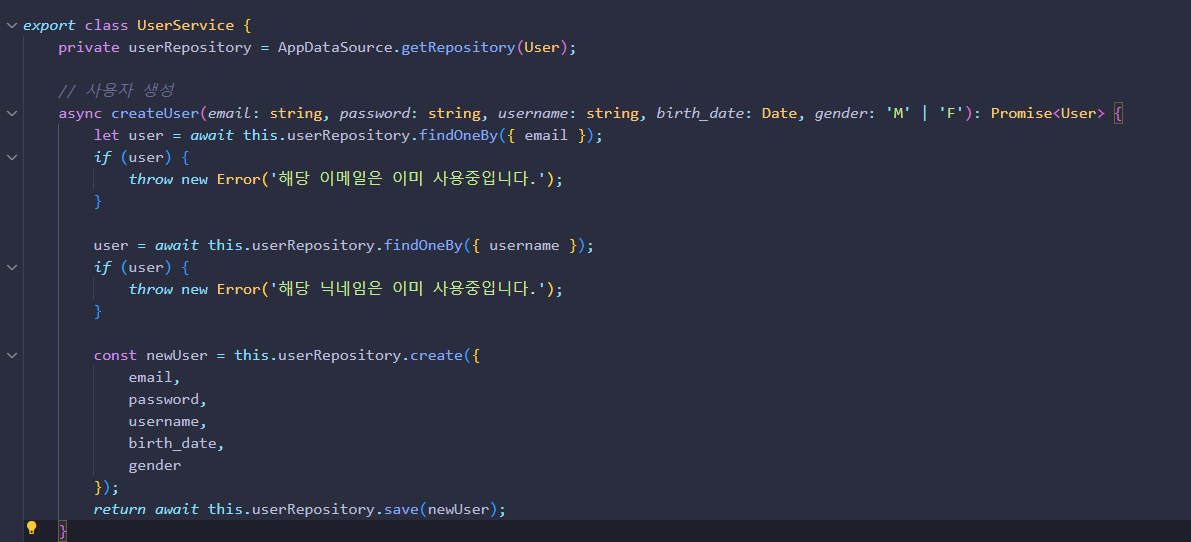 export class UserService {
    private userRepository = AppDataSource.getRepository(User);

    // 사용자 생성
    async createUser(email: string, password: string, username: string, birth_date: Date, gender: 'M' | 'F'): Promise<User> {
        let user = await this.userRepository.findOneBy({ email });
        if (user) {
            throw new Error('해당 이메일은 이미 사용중입니다.');
        }

        user = await this.userRepository.findOneBy({ username });
        if (user) {
            throw new Error('해당 닉네임은 이미 사용중입니다.');
        }

        const newUser = this.userRepository.create({
            email,
            password,
            username,
            birth_date,
            gender
        });
        return await this.userRepository.save(newUser);
    }